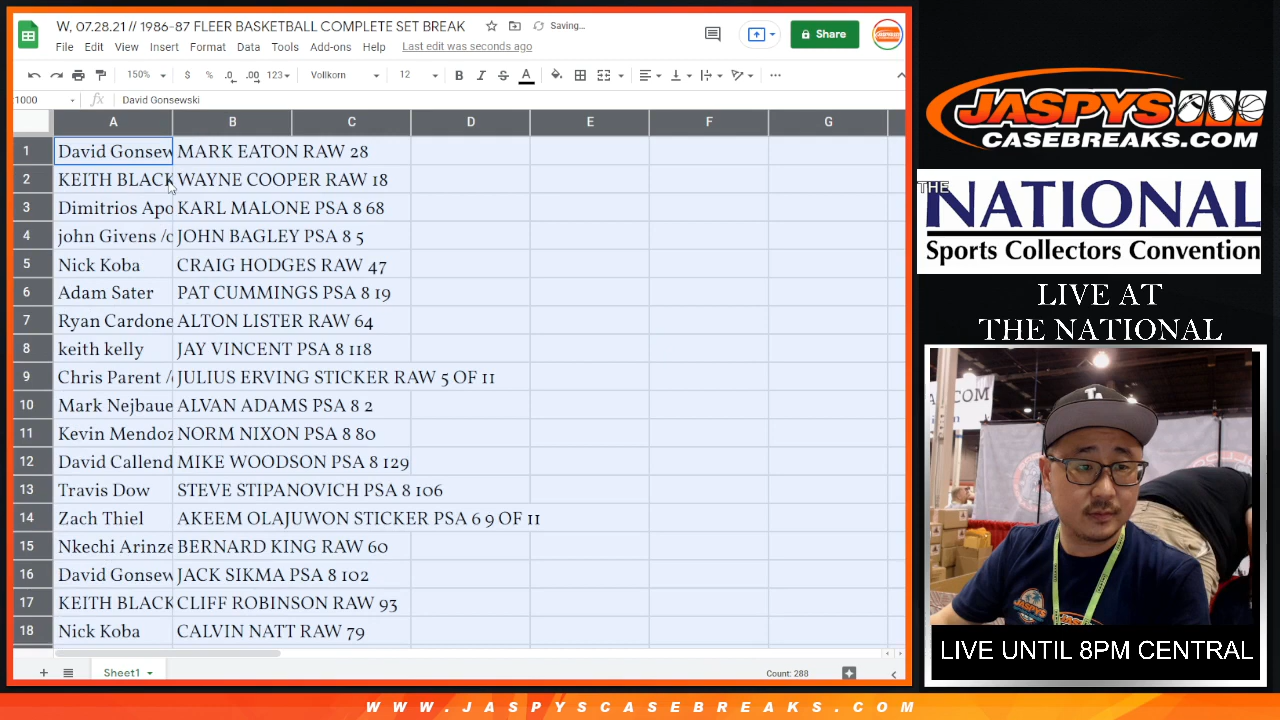 W, 07.28.21 // 1986-87 FLEER BASKETBALL COMPLETE SET BREAK
Saving...
File Edit View Insert Format Data Tools Add-ons Help Last edit was seconds ago
Share
150% $ % .0 .00 123 Vollkorn 12 B I S A
1000 fx David Gonsewski
A B C D E F G
1 David Gonsew MARK EATON RAW 28
2 KEITH BLACK WAYNE COOPER RAW 18
3 Dimitrios Apo KARL MALONE PSA 8 68
4 john Givens /c JOHN BAGLEY PSA 8 5
5 Nick Koba CRAIG HODGES RAW 47
6 Adam Sater PAT CUMMINGS PSA 8 19
7 Ryan Cardone ALTON LISTER RAW 64
8 keith kelly JAY VINCENT PSA 8 118
9 Chris Parent / JULIUS ERVING STICKER RAW 5 OF 11
10 Mark Nejbaue ALVAN ADAMS PSA 8 2
11 Kevin Mendoz NORM NIXON PSA 8 80
12 David Callend MIKE WOODSON PSA 8 129
13 Travis Dow STEVE STIPANOVICH PSA 8 106
14 Zach Thiel AKEEM OLAJUWON STICKER PSA 6 9 OF 11
15 Nkechi Arinze BERNARD KING RAW 60
16 David Gonsew JACK SIKMA PSA 8 102
17 KEITH BLACK CLIFF ROBINSON RAW 93
18 Nick Koba CALVIN NATT RAW 79
Sheet1
Count: 288
JASPYS
CASEBREAKS.COM
THE
NATIONAL
Sports Collectors Convention
LIVE AT
THE NATIONAL
.COM
TA
LIVE UNTIL 8PM CENTRAL
WWW.JASPYSCASEBREAKS.COM